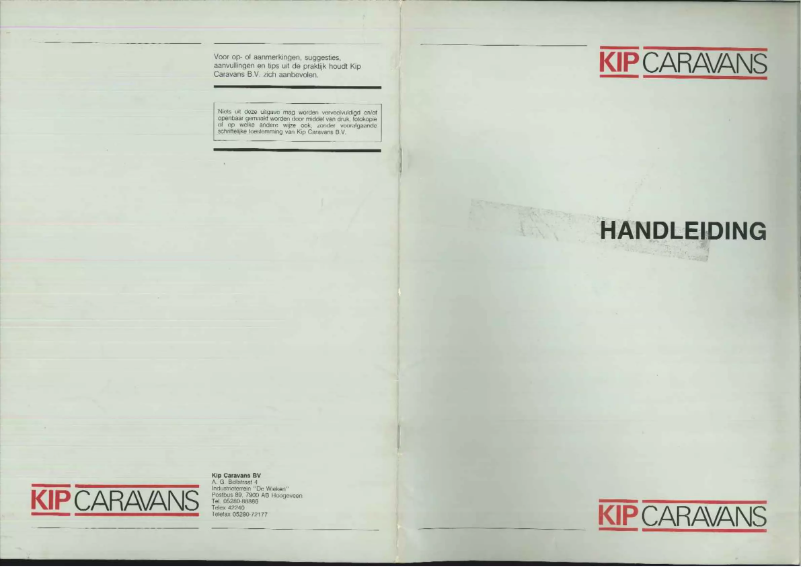 Voor op- of aanmerkingen, suggesties,
aanvullingen en tips uit de praktijk houdt Kip
Caravans B.V. zich aanbevolen.
Niets uit deze uitgave mag worden verveelvuldigd en/of
openbaar gemaakt worden door middel van druk, fotokopie
of op welke andere wijze ook, zonder voorafgaande
schriftelijke toestemming van Kip Caravans B.V.
KIP CARAVANS
Kip Caravans BV
A. G. Bellstraat 4
Industrieterrein "De Wieken"
Postbus 89, 7900 AB Hoogeveen
Tel.
Telex 42240
Telefax 05280-72177
KIP CARAVANS
HANDLEIDING
KIP CARAVANS